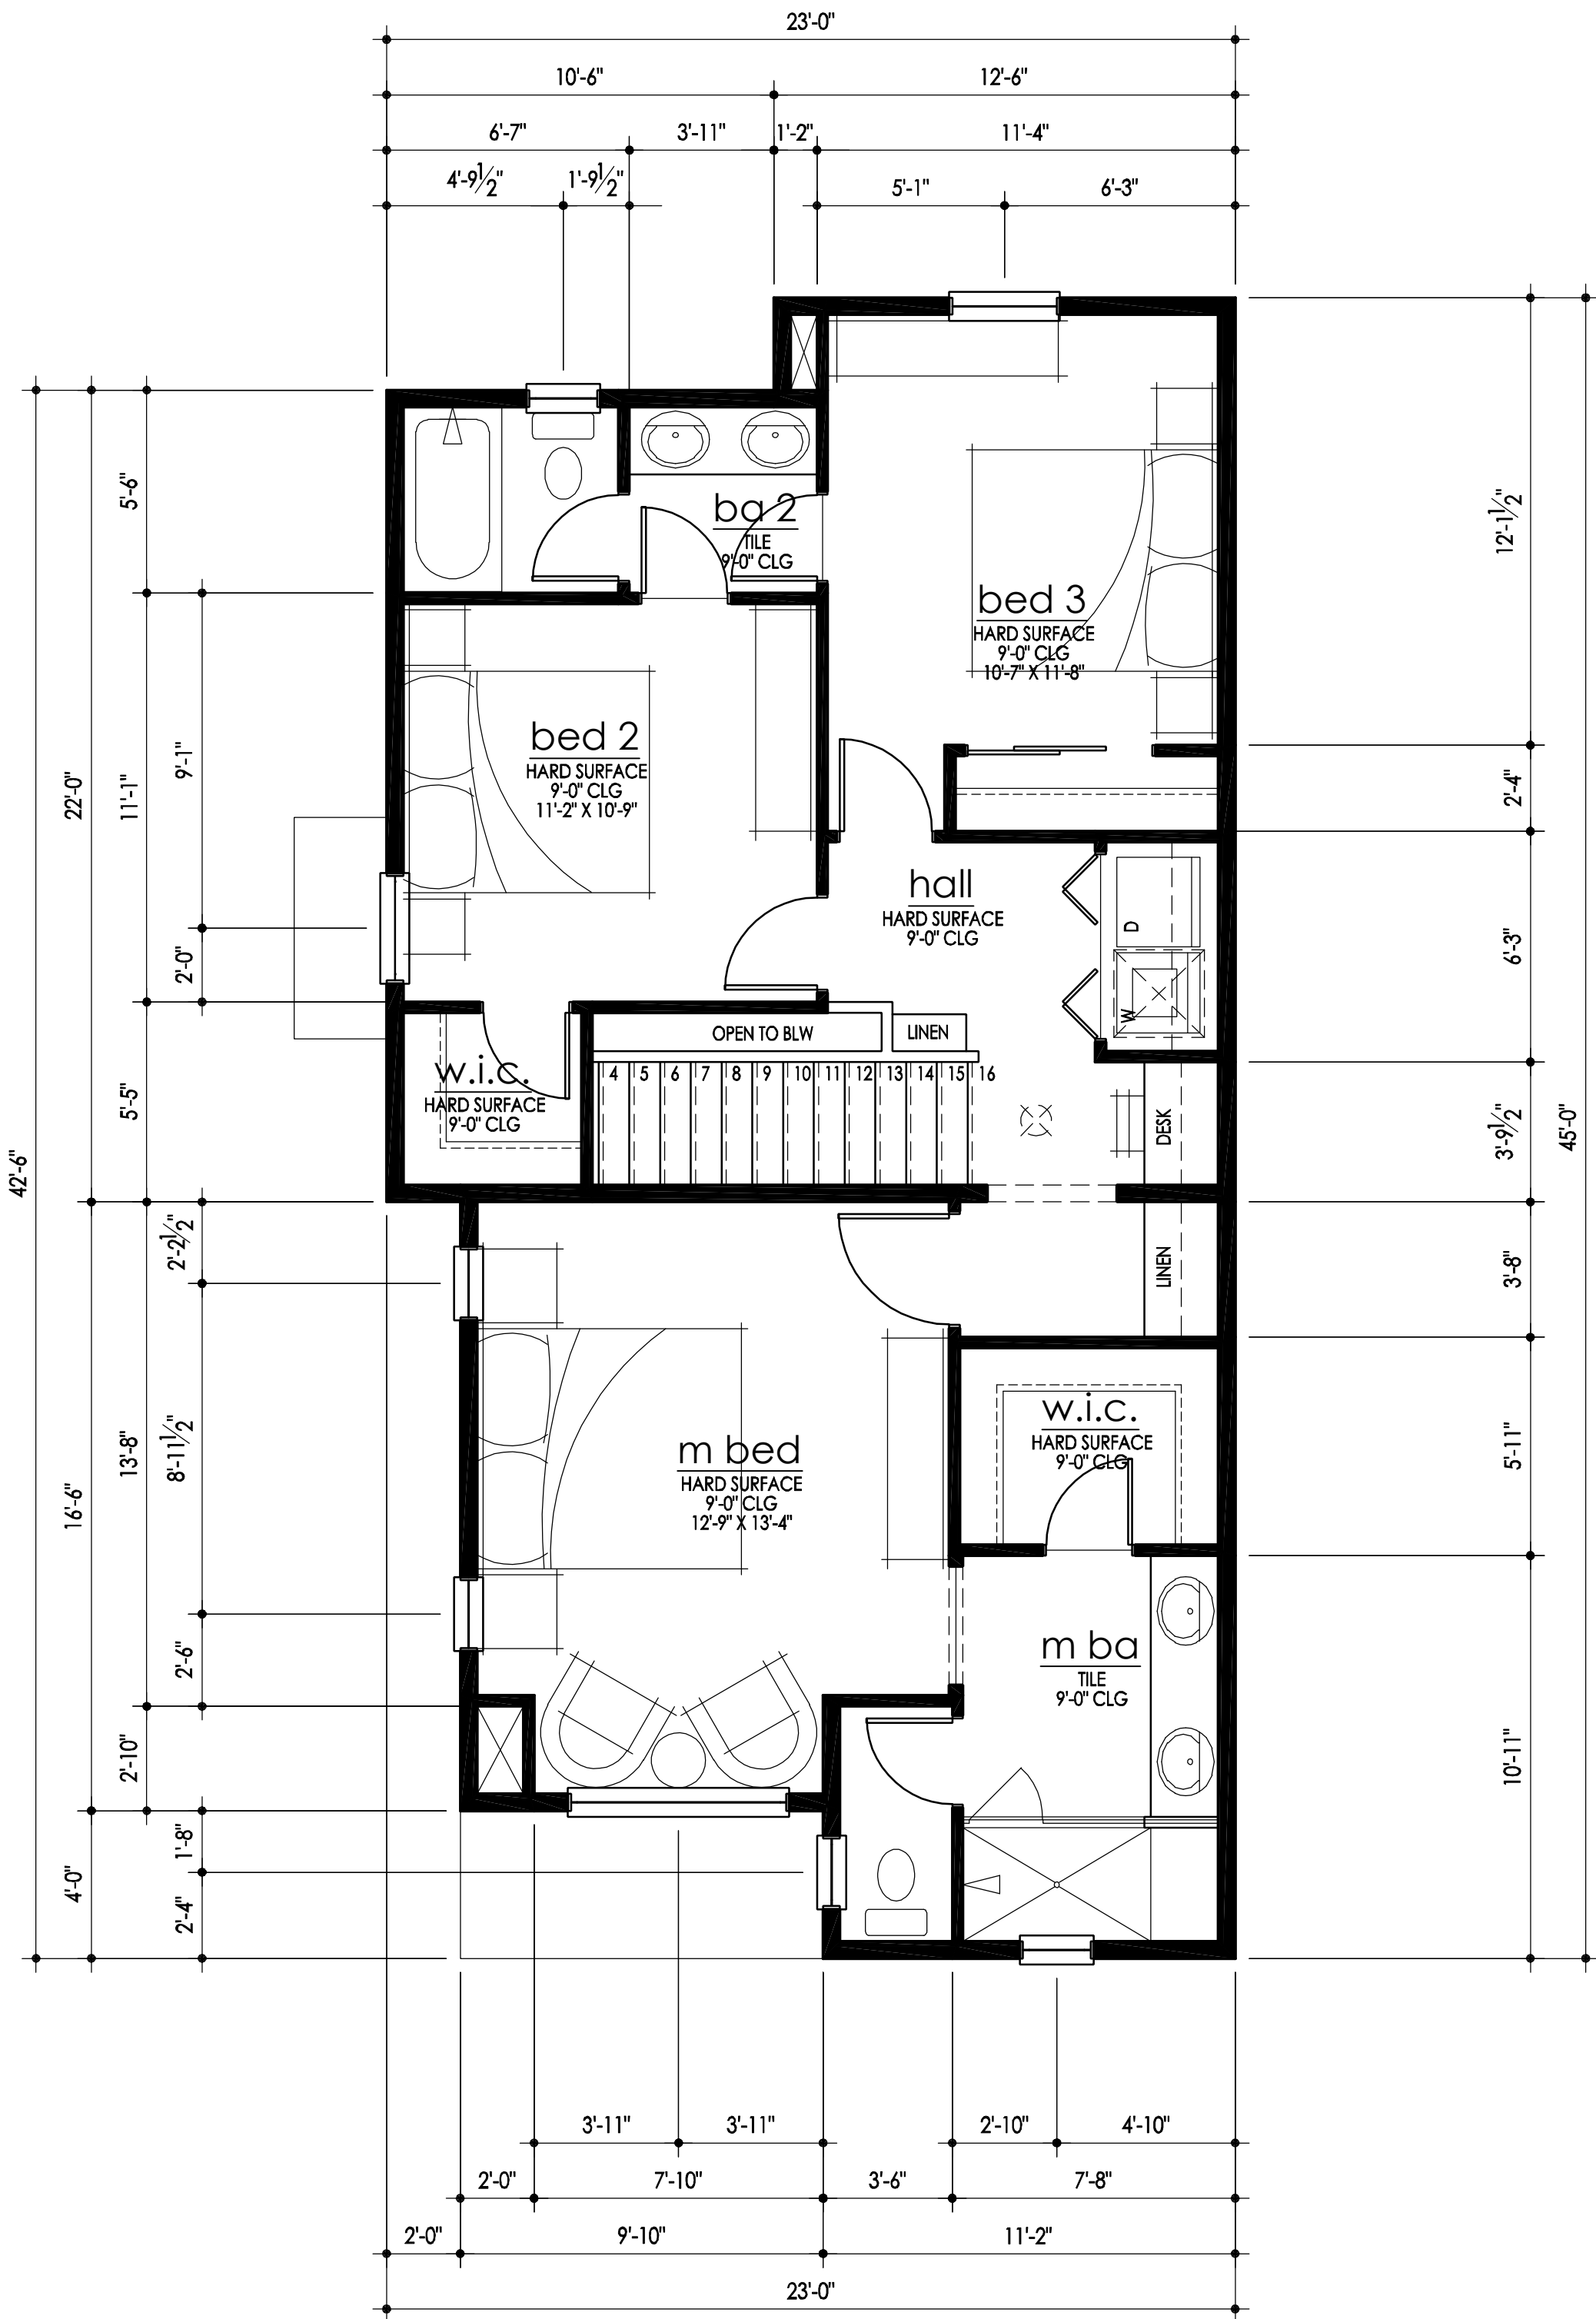 23'-0"
10'-6" 12'-6"
6'-7" 3'-11" 1'-2" 11'-4"
4'-9½" 1'-9½" 5'-1" 6'-3"
5'-6"
9'-1"
11'-1"
22'-0"
2'-0"
5'-5"
42'-6"
2'-2½"
8'-11½"
13'-8"
16'-6"
2'-6"
2'-10"
1'-8"
4'-0"
2'-4"
ba 2
TILE
9'-0" CLG
bed 3
HARD SURFACE
9'-0" CLG
10'-7" X 11'-8"
bed 2
HARD SURFACE
9'-0" CLG
11'-2" X 10'-9"
hall
HARD SURFACE
9'-0" CLG
D
W
OPEN TO BLW
LINEN
w.i.c.
HARD SURFACE
9'-0" CLG
4 5 6 7 8 9 10 11 12 13 14 15 16
DESK
LINEN
m bed
HARD SURFACE
9'-0" CLG
12'-9" X 13'-4"
w.i.c.
HARD SURFACE
9'-0" CLG
m ba
TILE
9'-0" CLG
12'-1½"
2'-4"
6'-3"
3'-9½"
45'-0"
3'-8"
5'-11"
10'-11"
3'-11" 3'-11" 2'-10" 4'-10"
2'-0" 7'-10" 3'-6" 7'-8"
2'-0" 9'-10" 11'-2"
23'-0"